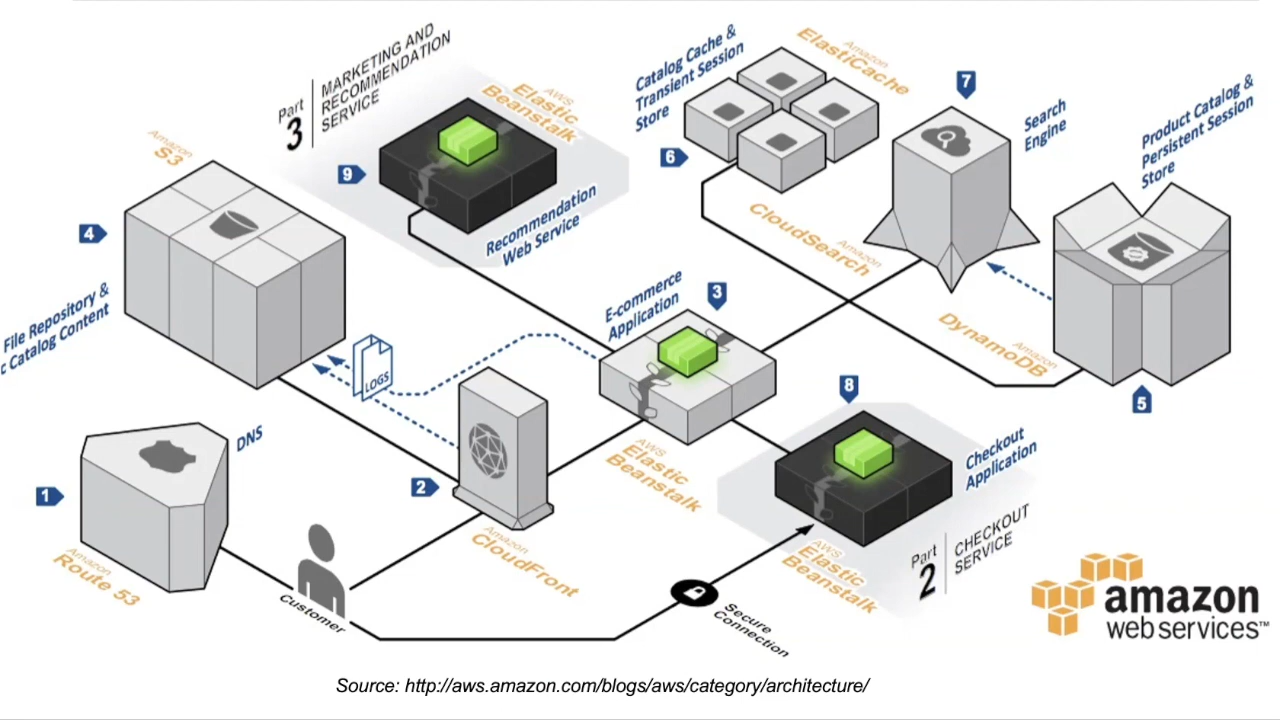 Part
3
MARKETING AND
RECOMMENDATION
SERVICE
AWS
Elastic
Beanstalk
9
Recommendation
Web Service
Catalog Cache &
Transient Session
Store
Amazon
ElastiCache
6
7
Search
Engine
Amazon
CloudSearch
Product Catalog &
Persistent Session
Store
Amazon
DynamoDB
5
Amazon
S3
4
File Repository &
c Catalog Content
LOGS
E-commerce
Application
3
AWS
Elastic
Beanstalk
8
Checkout
Application
AWS
Elastic
Beanstalk
Part
2
CHECKOUT
SERVICE
DNS
1
Amazon
Route 53
2
Amazon
CloudFront
Customer
Secure
Connection
amazon
web services™
Source: http://aws.amazon.com/blogs/aws/category/architecture/